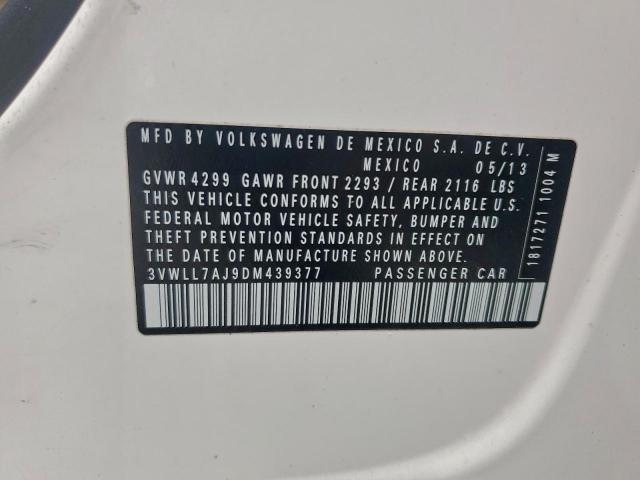 MFD BY VOLKSWAGEN DE MEXICO S.A. DE C.V.
MEXICO 05/13
GVWR 4299 GAWR FRONT 2293 / REAR 2116 LBS
THIS VEHICLE CONFORMS TO ALL APPLICABLE U.S.
FEDERAL MOTOR VEHICLE SAFETY, BUMPER AND
THEFT PREVENTION STANDARDS IN EFFECT ON
THE DATE OF MANUFACTURE SHOWN ABOVE.
3VWLL7AJ9DM439377 PASSENGER CAR
1817271 1004 M